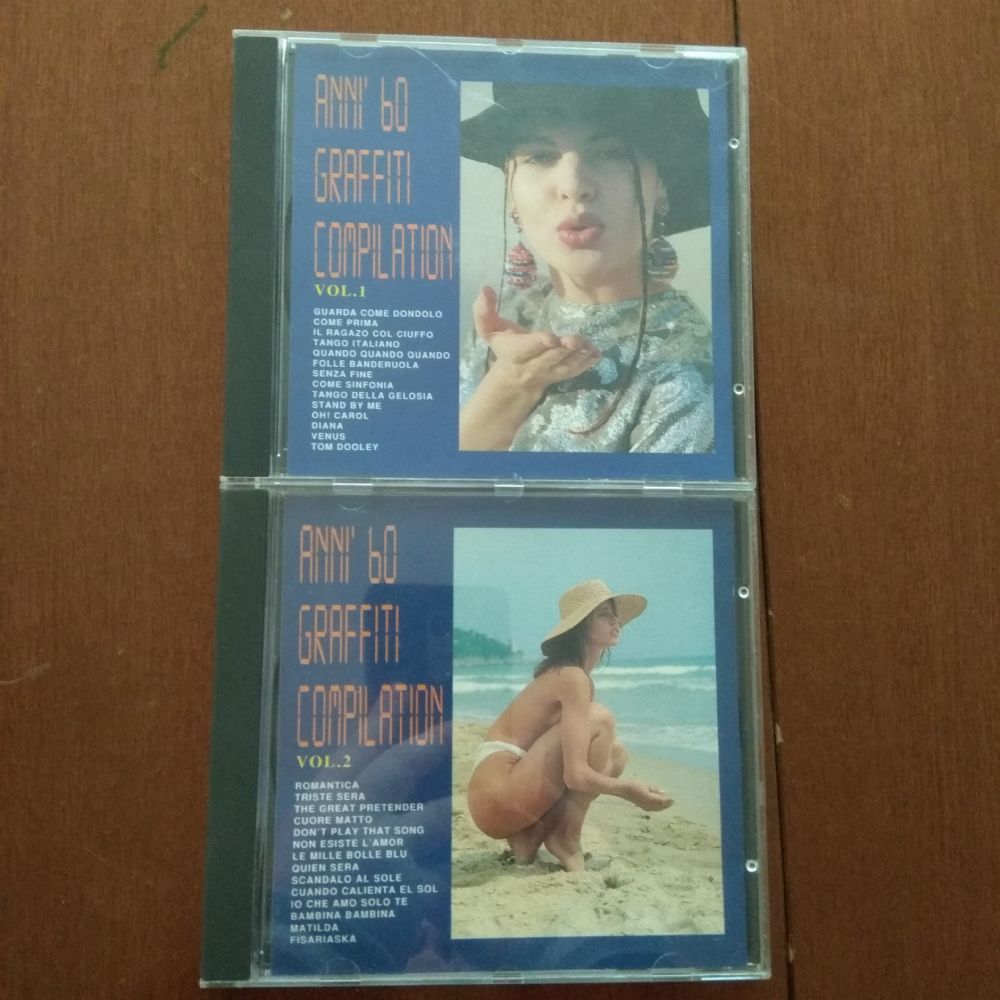 ANNI' 60
GRAFFITI
COMPILATION
VOL.1
GUARDA COME DONDOLO
COME PRIMA
IL RAGAZO COL CIUFFO
TANGO ITALIANO
QUANDO QUANDO QUANDO
FOLLE BANDERUOLA
SENZA FINE
COME SINFONIA
TANGO DELLA GELOSIA
STAND BY ME
OH! CAROL
DIANA
VENUS
TOM DOOLEY
ANNI' 60
GRAFFITI
COMPILATION
VOL.2
ROMANTICA
TRISTE SERA
THE GREAT PRETENDER
CUORE MATTO
DON'T PLAY THAT SONG
NON ESISTE L'AMOR
LE MILLE BOLLE BLU
QUIEN SERA
SCANDALO AL SOLE
CUANDO CALIENTA EL SOL
IO CHE AMO SOLO TE
BAMBINA BAMBINA
MATILDA
FISARIASKA